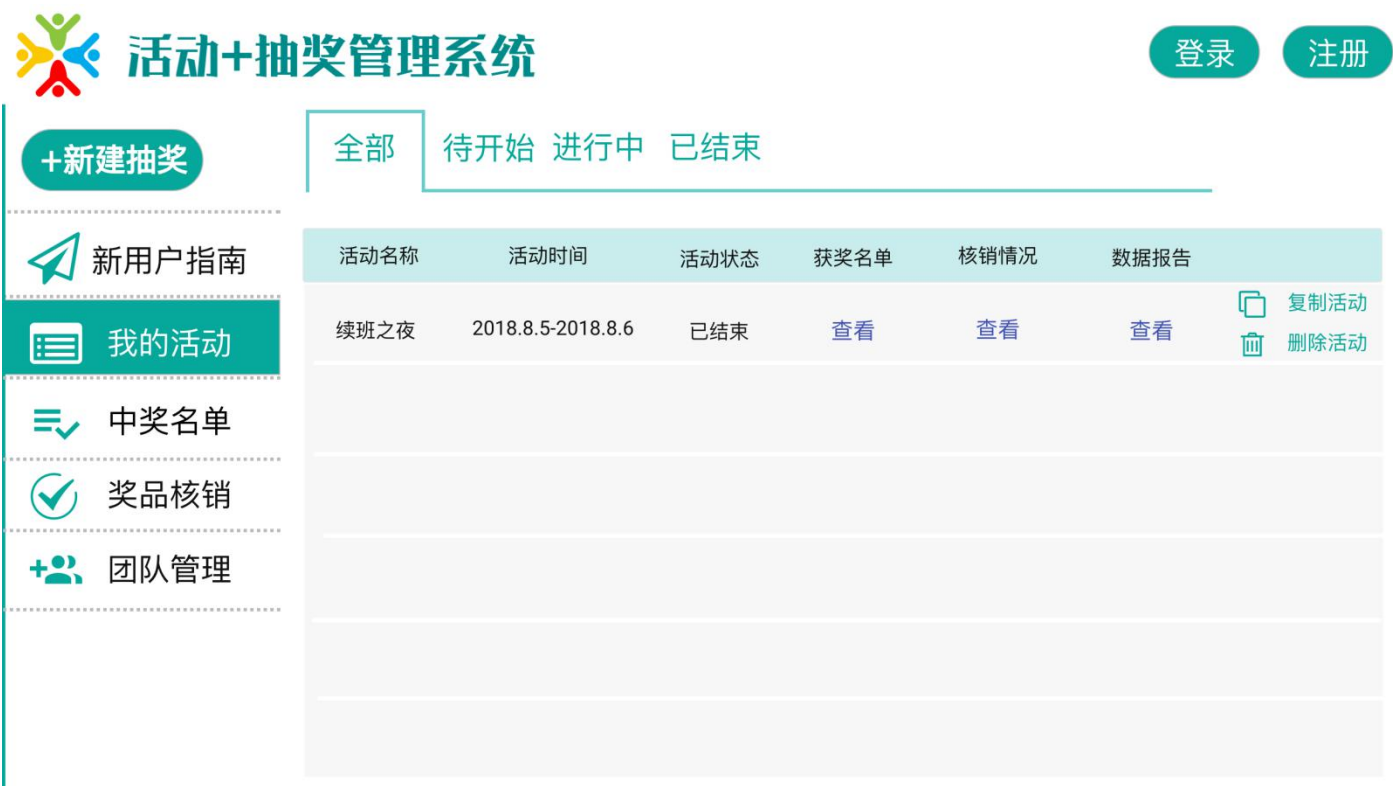 活动+抽奖管理系统
登录
注册
+新建抽奖
全部
待开始
进行中
已结束
新用户指南
我的活动
中奖名单
奖品核销
团队管理
活动名称 活动时间 活动状态 获奖名单 核销情况 数据报告
续班之夜 2018.8.5-2018.8.6 已结束 查看 查看 查看
复制活动
删除活动